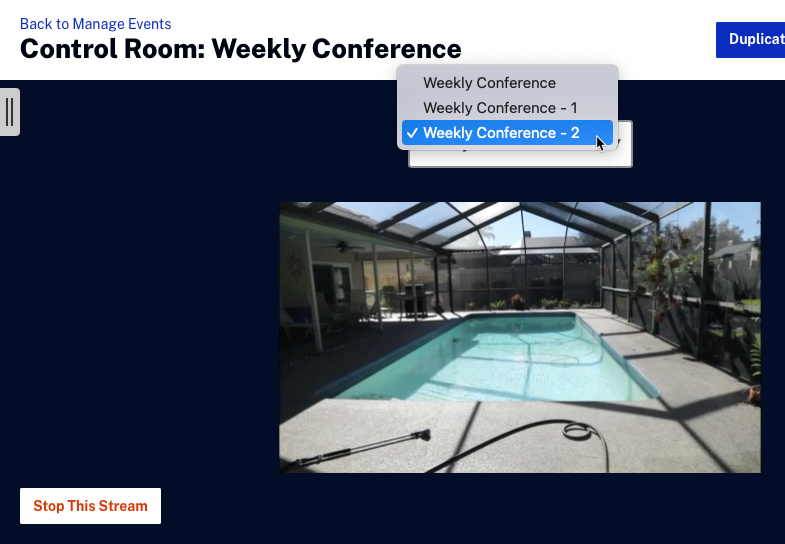 Back to Manage Events
Control Room: Weekly Conference
Weekly Conference
Weekly Conference - 1
✓ Weekly Conference - 2
Stop This Stream